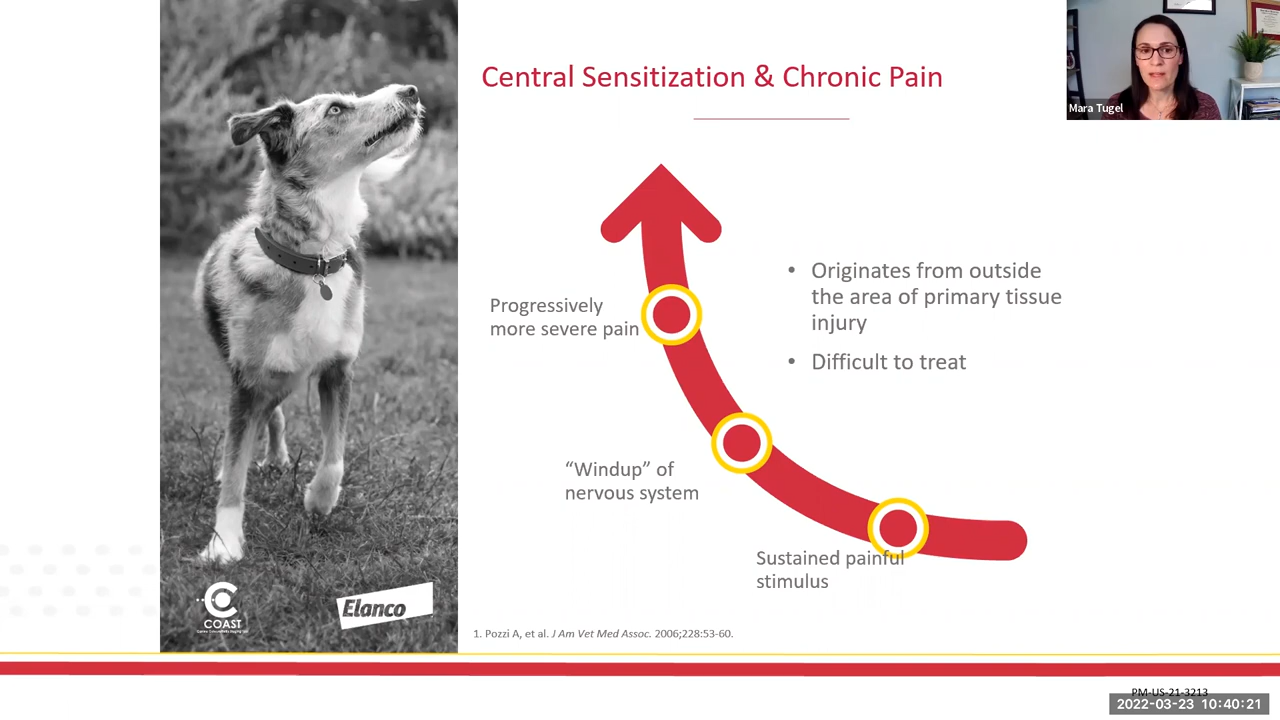 Central Sensitization & Chronic Pain
Mara Tugel
Progressively
more severe pain
• Originates from outside
the area of primary tissue
injury
• Difficult to treat
“Windup” of
nervous system
Sustained painful
stimulus
COAST
Elanco
1. Pozzi A, et al. J Am Vet Med Assoc. 2006;228:53-60.
PM-US-21-3213
2022-03-23 10:40:21